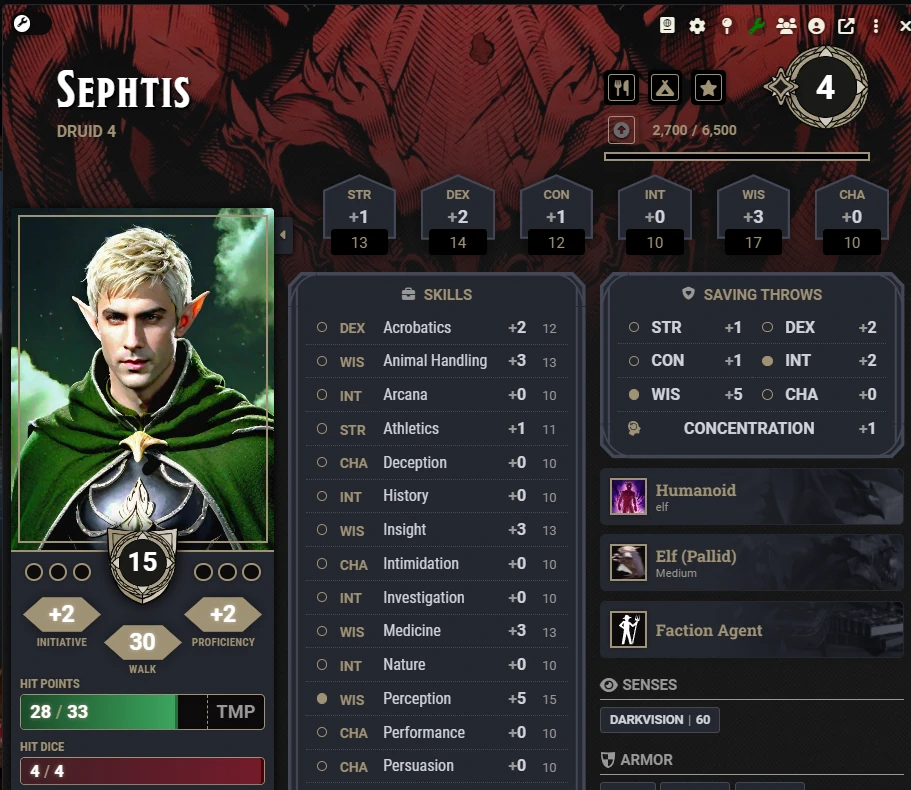 SEPHTIS
DRUID 4
4
2,700 / 6,500
STR DEX CON INT WIS CHA
+1 +2 +1 +0 +3 +0
13 14 12 10 17 10
SKILLS
DEX Acrobatics +2 12
WIS Animal Handling +3 13
INT Arcana +0 10
STR Athletics +1 11
CHA Deception +0 10
INT History +0 10
WIS Insight +3 13
CHA Intimidation +0 10
INT Investigation +0 10
WIS Medicine +3 13
INT Nature +0 10
WIS Perception +5 15
CHA Performance +0 10
CHA Persuasion +0 10
SAVING THROWS
STR +1 DEX +2
CON +1 INT +2
WIS +5 CHA +0
CONCENTRATION +1
Humanoid
elf
Elf (Pallid)
Medium
Faction Agent
SENSES
DARKVISION | 60
ARMOR
15
+2 +2
INITIATIVE 30 PROFICIENCY
WALK
HIT POINTS
28 / 33 TMP
HIT DICE
4 / 4